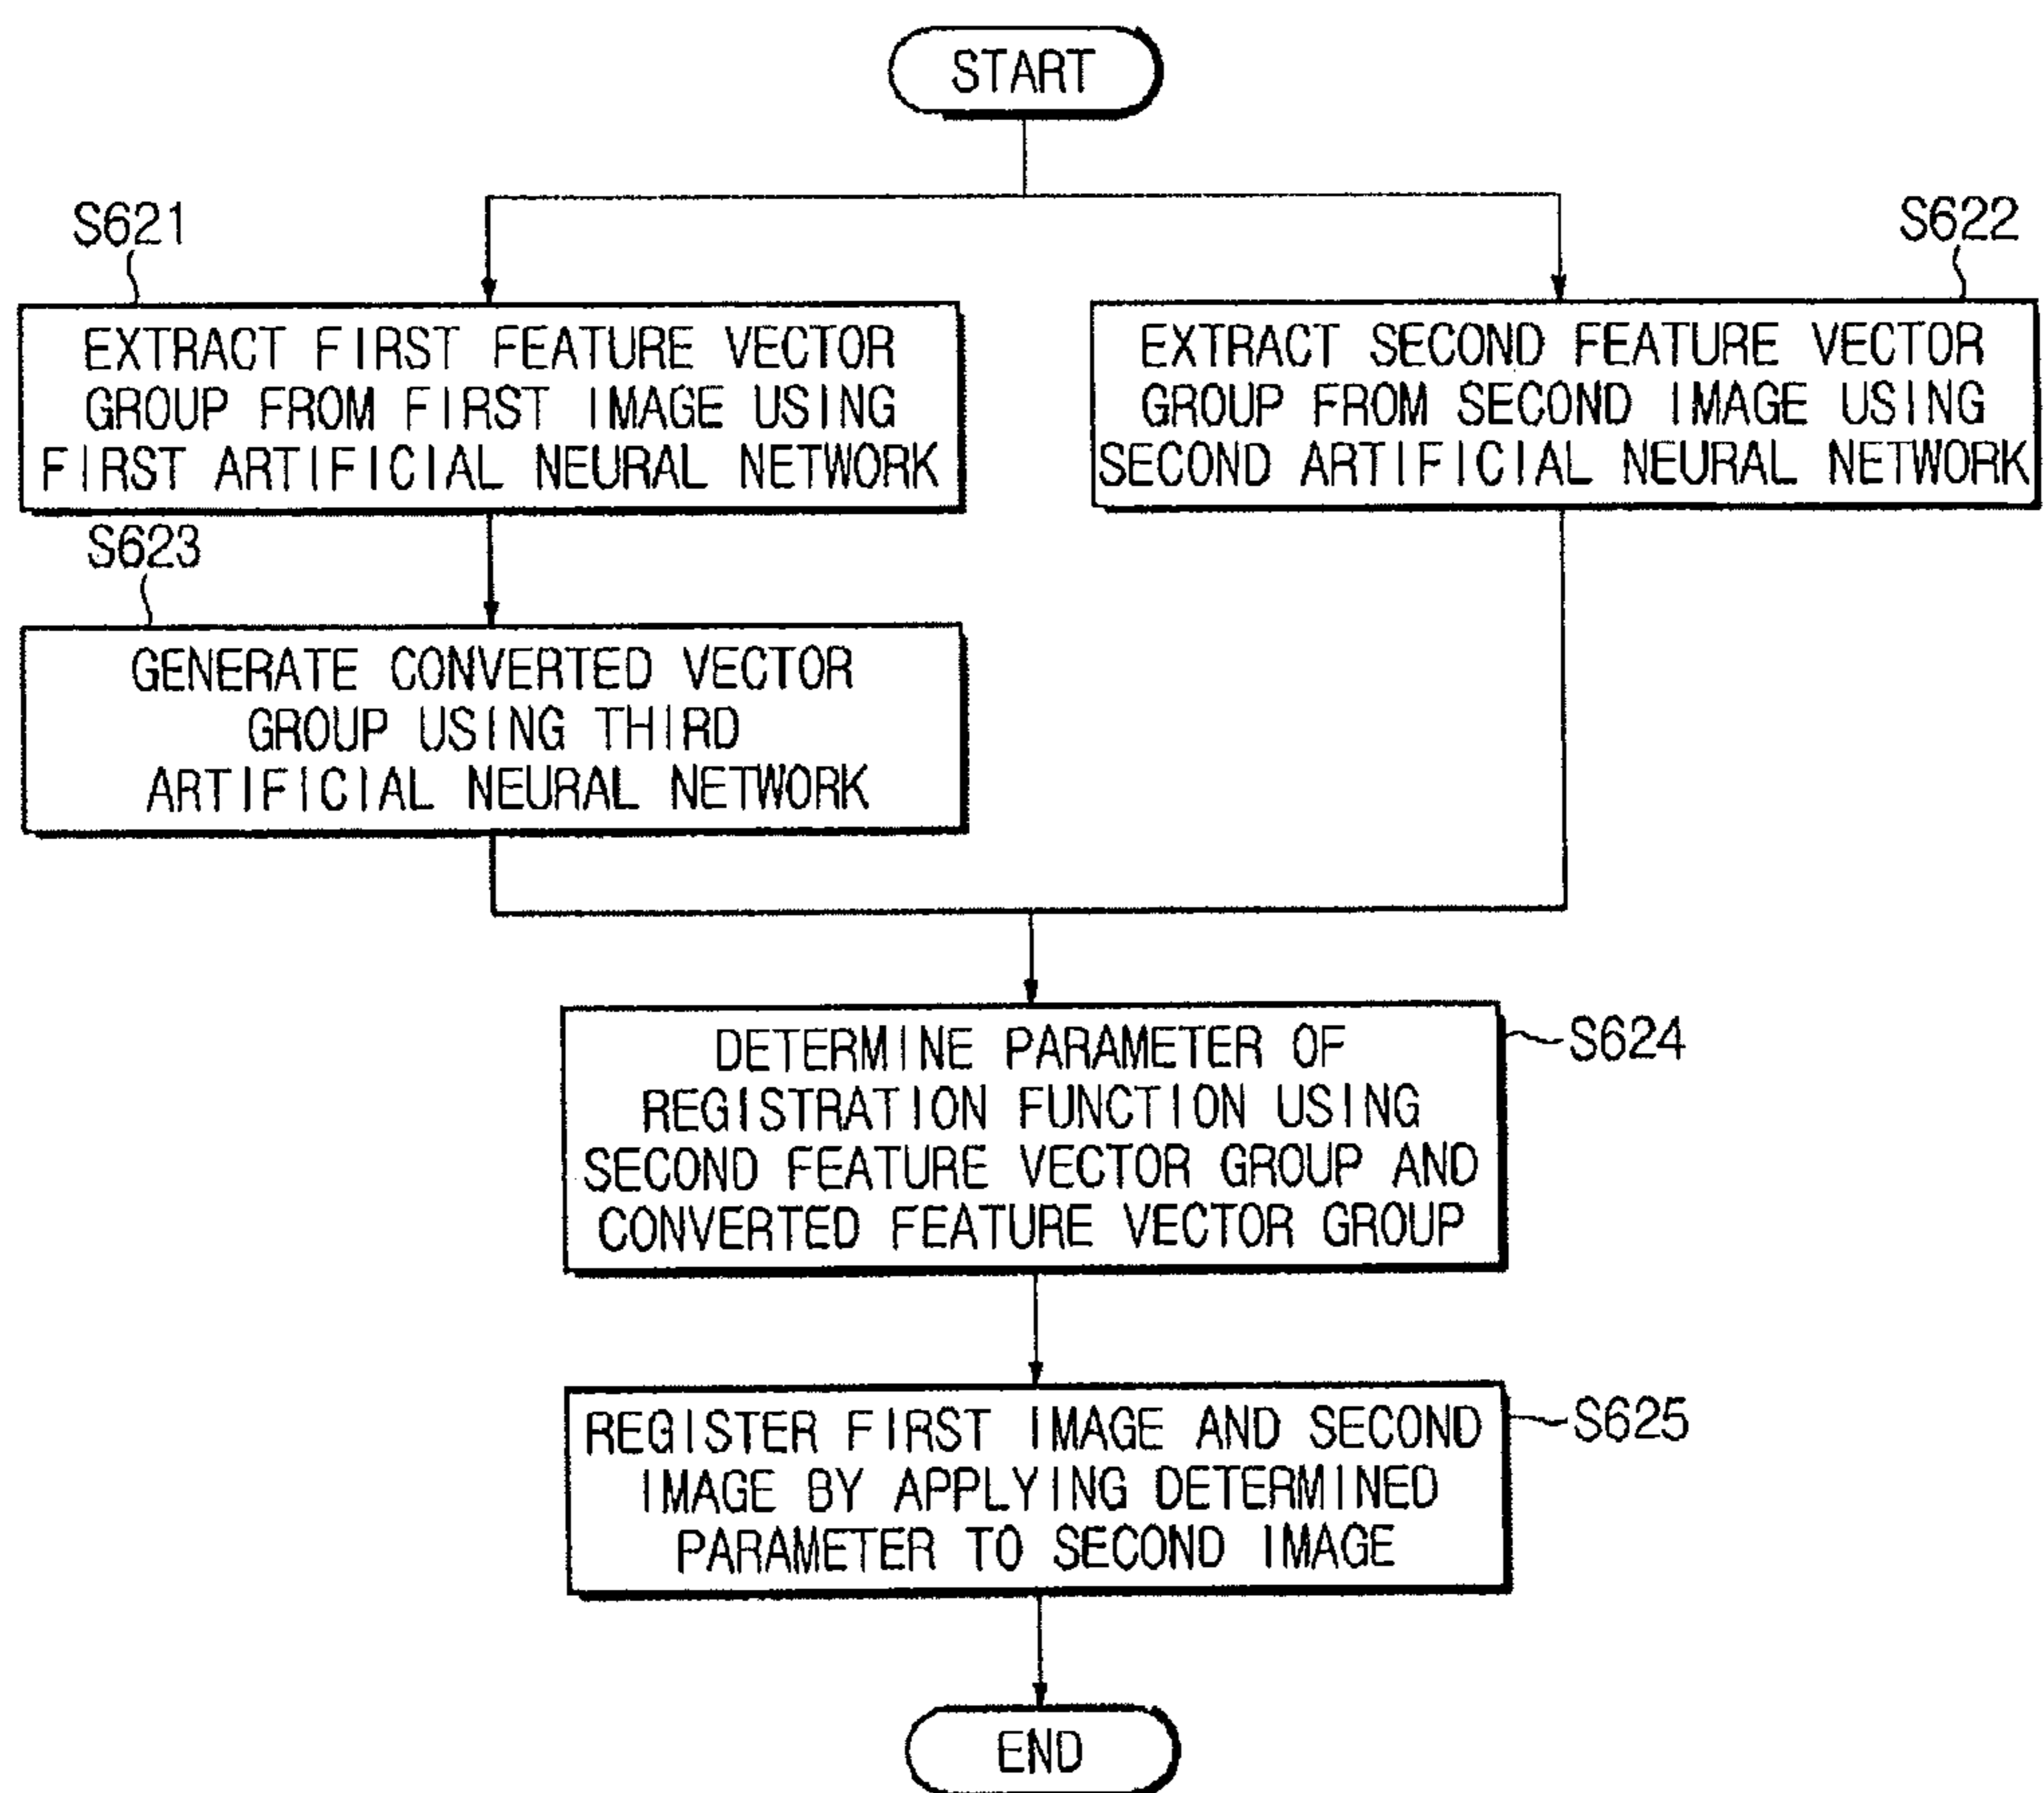 START
S621
S622
EXTRACT FIRST FEATURE VECTOR
GROUP FROM FIRST IMAGE USING
FIRST ARTIFICIAL NEURAL NETWORK
EXTRACT SECOND FEATURE VECTOR
GROUP FROM SECOND IMAGE USING
SECOND ARTIFICIAL NEURAL NETWORK
S623
GENERATE CONVERTED VECTOR
GROUP USING THIRD
ARTIFICIAL NEURAL NETWORK
DETERMINE PARAMETER OF
REGISTRATION FUNCTION USING
SECOND FEATURE VECTOR GROUP AND
CONVERTED FEATURE VECTOR GROUP
S624
REGISTER FIRST IMAGE AND SECOND
IMAGE BY APPLYING DETERMINED
PARAMETER TO SECOND IMAGE
S625
END